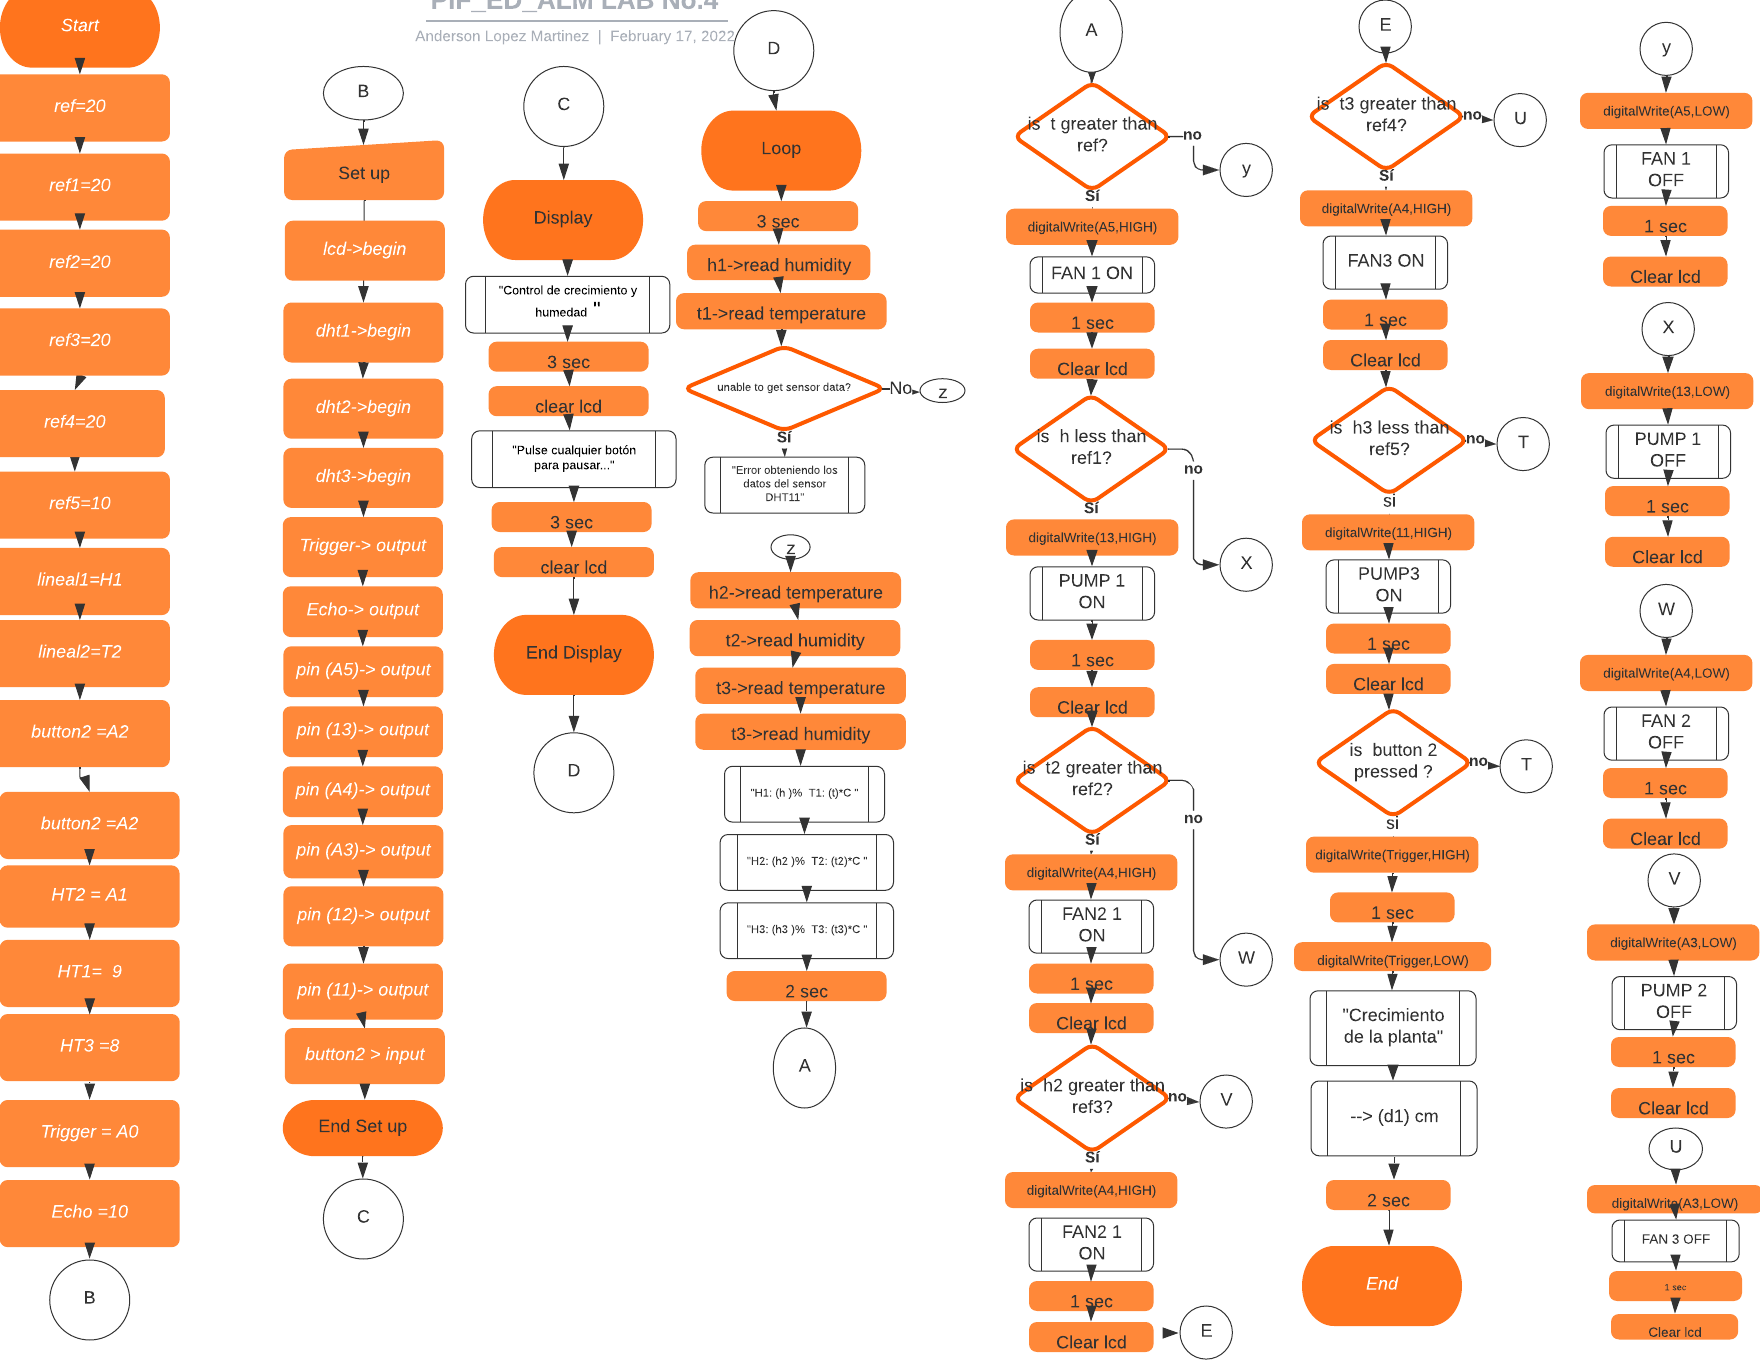 PIF_ED_ALM LAB No.4
Anderson Lopez Martinez | February 17, 2022
Start
ref=20
ref1=20
ref2=20
ref3=20
ref4=20
ref5=10
lineal1=H1
lineal2=T2
button2 =A2
button2 =A2
HT2 = A1
HT1= 9
HT3 =8
Trigger = A0
Echo =10
B
B
Set up
lcd->begin
dht1->begin
dht2->begin
dht3->begin
Trigger-> output
Echo-> output
pin (A5)-> output
pin (13)-> output
pin (A4)-> output
pin (A3)-> output
pin (12)-> output
pin (11)-> output
button2 > input
End Set up
C
C
Display
"Control de crecimiento y
humedad "
3 sec
clear lcd
"Pulse cualquier botón
para pausar..."
3 sec
clear lcd
End Display
D
D
Loop
3 sec
h1->read humidity
t1->read temperature
unable to get sensor data?
No
z
Sí
"Error obteniendo los
datos del sensor
DHT11"
z
h2->read temperature
t2->read humidity
t3->read temperature
t3->read humidity
"H1: (h )% T1: (t)*C "
"H2: (h2 )% T2: (t2)*C "
"H3: (h3 )% T3: (t3)*C "
2 sec
A
A
is t greater than
ref?
no
y
Sí
digitalWrite(A5,HIGH)
FAN 1 ON
1 sec
Clear lcd
is h less than
ref1?
no
X
Sí
digitalWrite(13,HIGH)
PUMP 1
ON
1 sec
Clear lcd
is t2 greater than
ref2?
no
W
Sí
digitalWrite(A4,HIGH)
FAN2 1
ON
1 sec
Clear lcd
is h2 greater than
ref3?
no
V
Sí
digitalWrite(A4,HIGH)
FAN2 1
ON
1 sec
Clear lcd
E
E
is t3 greater than
ref4?
no
U
Sí
digitalWrite(A4,HIGH)
FAN3 ON
1 sec
Clear lcd
is h3 less than
ref5?
no
T
si
digitalWrite(11,HIGH)
PUMP3
ON
1 sec
Clear lcd
is button 2
pressed ?
no
T
si
digitalWrite(Trigger,HIGH)
1 sec
digitalWrite(Trigger,LOW)
"Crecimiento
de la planta"
--> (d1) cm
2 sec
End
y
digitalWrite(A5,LOW)
FAN 1
OFF
1 sec
Clear lcd
X
digitalWrite(13,LOW)
PUMP 1
OFF
1 sec
Clear lcd
W
digitalWrite(A4,LOW)
FAN 2
OFF
1 sec
Clear lcd
V
digitalWrite(A3,LOW)
PUMP 2
OFF
1 sec
Clear lcd
U
digitalWrite(A3,LOW)
FAN 3 OFF
1 sec
Clear lcd